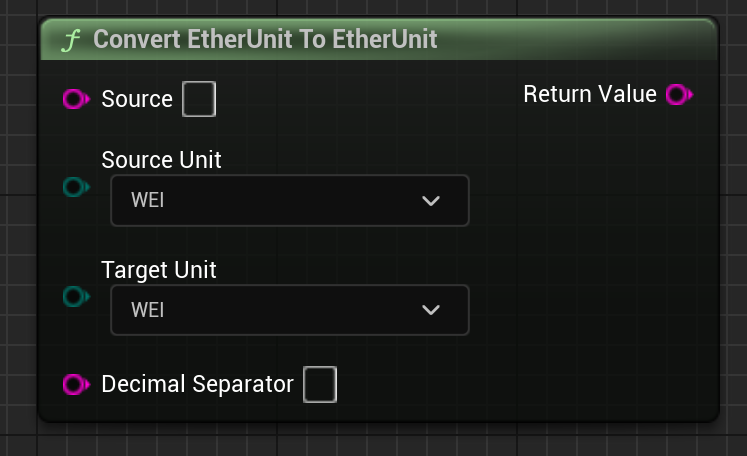 f Convert EtherUnit To EtherUnit
Source
Return Value
Source Unit
WEI
Target Unit
WEI
Decimal Separator